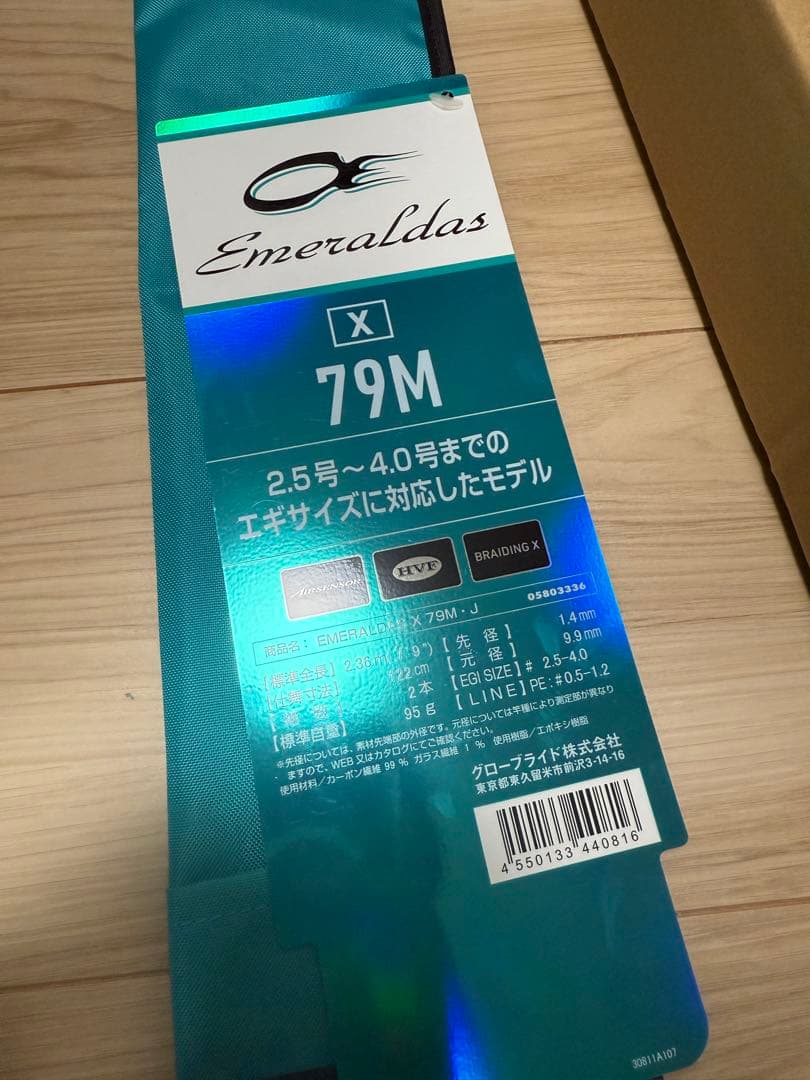 Emeraldas
X
79M
2.5号～4.0号までの
エギサイズに対応したモデル
AIRSENSOR
HVF
BRAIDING X
05803336
商品名： EMERALDAS X 79M・J
【標準全長】 2.36m(7'9") 【先径】 1.4mm
【仕舞寸法】 122cm 【元径】 9.9mm
【継数】 2本 【EGI SIZE】 # 2.5-4.0
【標準自重】 95g 【LINE】 PE: #0.5-1.2
※先径については、素材先端部の外径です。元径については竿種により測定部が異なり
ますので、WEB又はカタログにてご確認ください。
使用材料/カーボン繊維 99% ガラス繊維 1% 使用樹脂/エポキシ樹脂
グローブライド株式会社
東京都東久留米市前沢3-14-16
4 550133 440816
30811A107